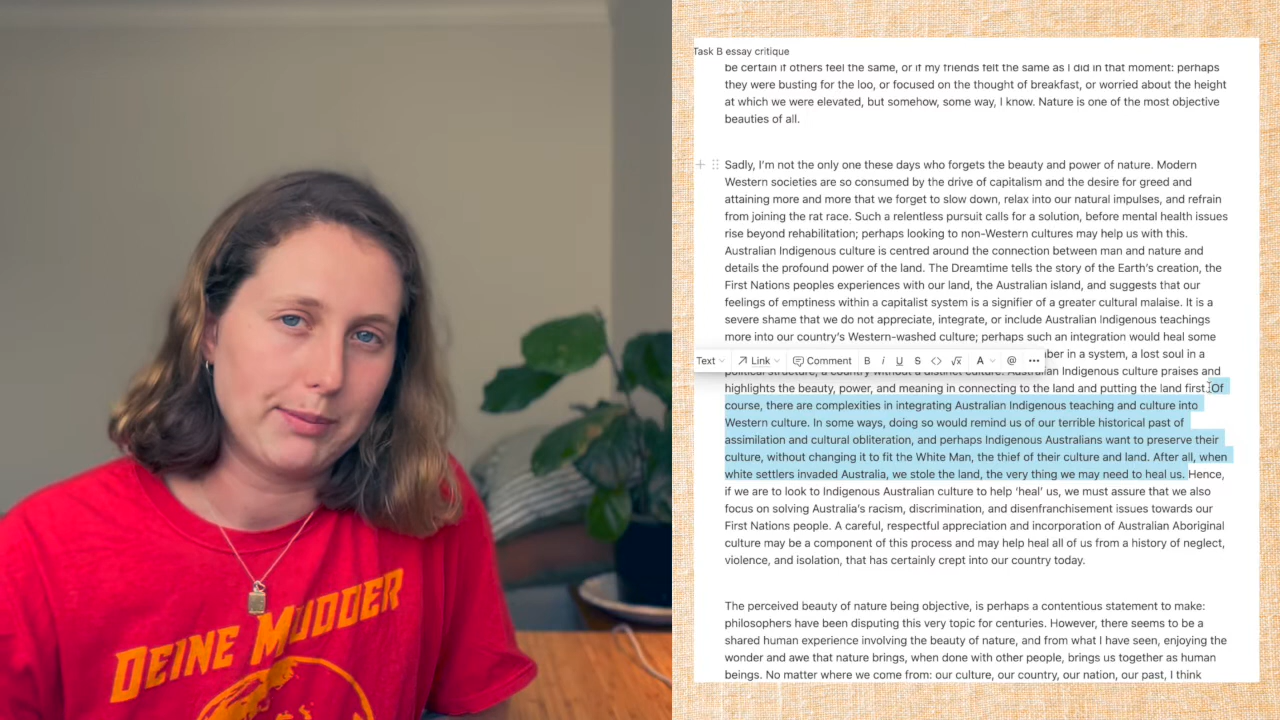 Task B essay critique
be certain if others feel the same, or if my friends felt the same as I did in the moment: perhaps
they were busting for the loo, or focused on the thought of breakfast, or worried about the height
at which we were elevated, but somehow, some way, I know. Nature is one of the most objective
beauties of all.
Sadly, I'm not the only one these days who forgets the beauty and power of nature. Modern
Western societies are so consumed by the drive of capitalism and the desire for greed and
attaining more and more that we forget to slow down, relax into our natural impulses, and refrain
from joining the rat race. Such a relentless pursuit calls for a solution, before mental health issues
rise beyond rehabilitation; perhaps looking to non-Western cultures may help us with this.
Australian Indigenous culture is centred around the connection between man and nature and
details the profound power of the land. The Dreamtime tells the story of the Earth's creation, the
First Nations peoples experiences with our land, the Australian island, and suggests that our
feelings of emptiness within a capitalist system is a signifier of a greater cultural malaise. It is a
severe shame that we do not appreciate, integrate, or include Australian Indigenous teachings
more into our country's Western-washed culture; perhaps such an integration would heal some
in a system, a lost soul in a
Text Link Comment B i U S <> √x A @ •••
political structure, a country without a distinct culture. Australian Indigenous culture praises and
highlights the beauty, power, and meaning in connecting to the land and putting the land first. Of
course, there are complexities in integrating Australian Indigenous teaching and culture into
Western culture. In some ways, doing so would remind us of our terrible historical past of
assimilation and cultural obliteration, and perhaps Indigenous Australians want to preserve their
culture, without changing it to fit the White Man, the thief of their culture and land. After all, when
white settlers invaded Australia, we stole their land, the very thing we may need to heal us. Hence,
if we are to look to Indigenous Australian culture to help 'heal' us, we must assure that we also
focus on solving Australia's racism, discrimination, and disenfranchisement issues towards our
First Nations people. A careful, respectful appreciation and incorporation of Australian Aboriginal
culture may be a component of this process and may help heal all of us from a history of neglect,
violence, and isolation, that has certainly crept into our country today.
The perceived beauty of nature being objective, is perhaps a contentious statement to make:
philosophers have been disputing this very topic for centuries. However, there seems to be a
shared human experience involving the beauty of nature, and from what I have seen, enjoying the
wonder and awe that nature brings, when done with other people, brings us together as human
beings. No matter where we come from: our culture, our country, our nation, our past, I think